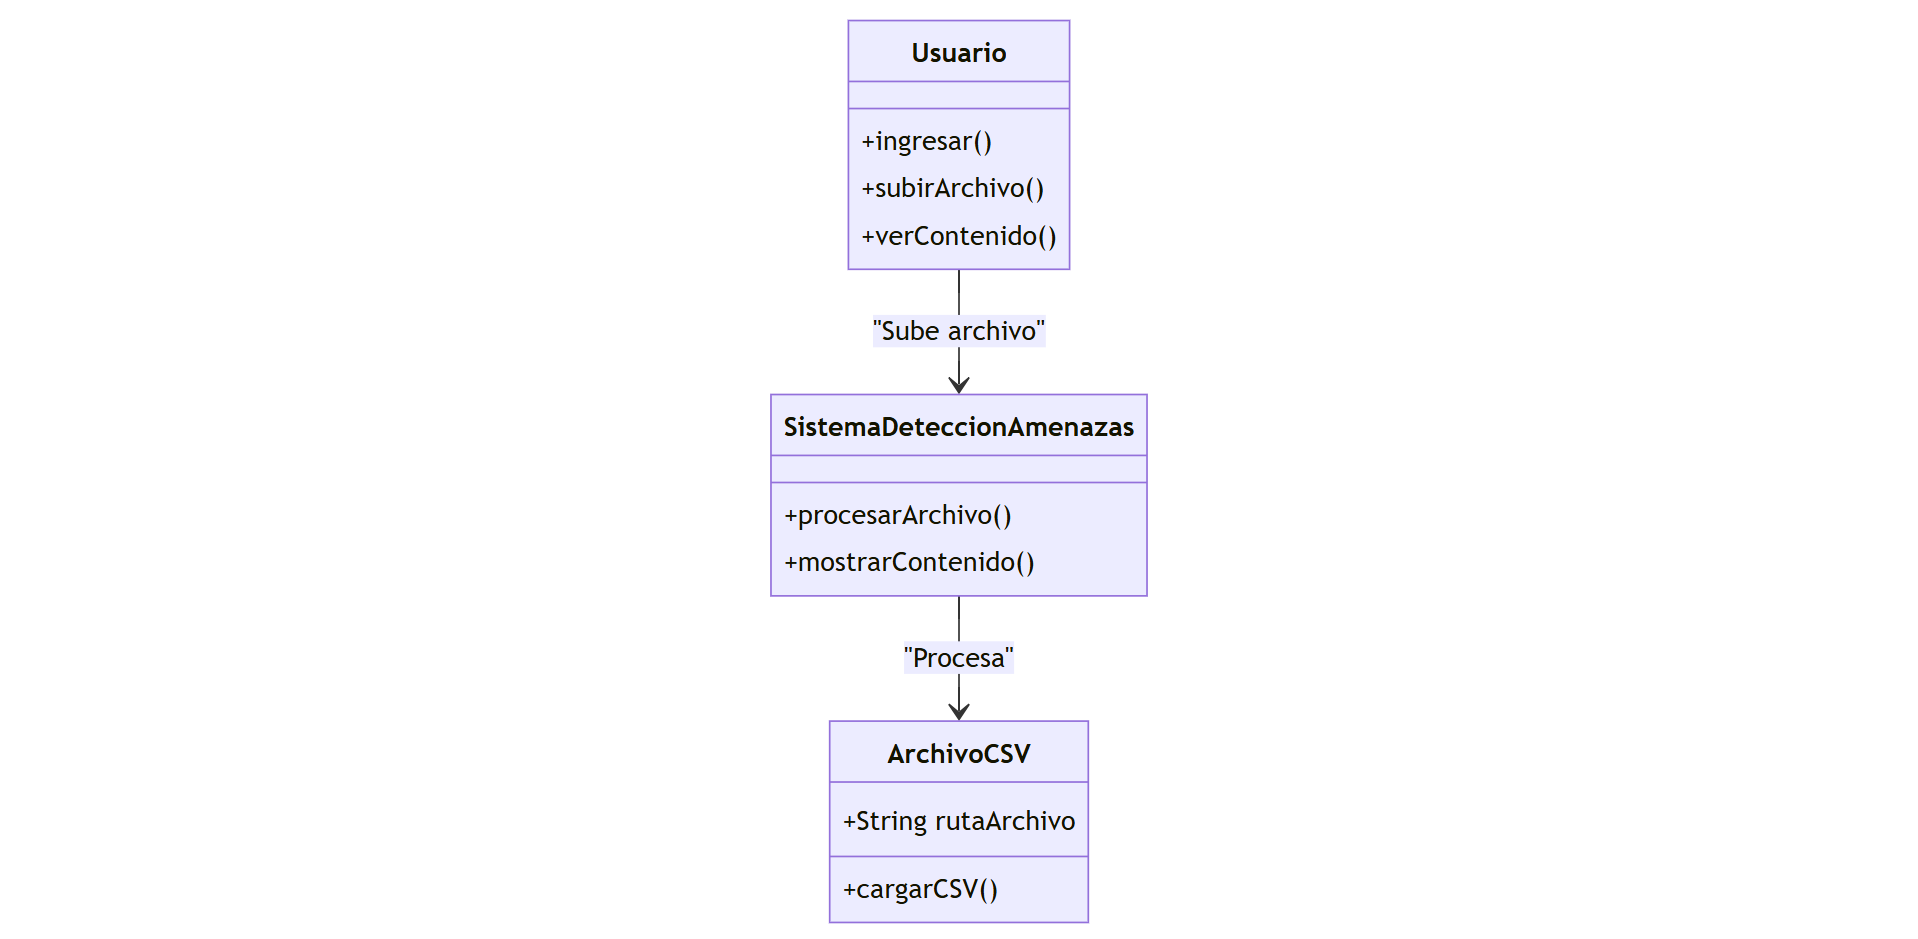 Usuario
+ingresar()
+subirArchivo()
+verContenido()
"Sube archivo"
SistemaDeteccionAmenazas
+procesarArchivo()
+mostrarContenido()
"Procesa"
ArchivoCSV
+String rutaArchivo
+cargarCSV()